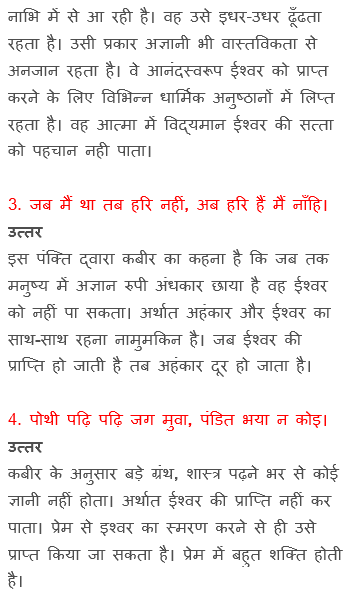 नाभि में से आ रही है। वह उसे इधर-उधर ढूँढता
रहता है। उसी प्रकार अज्ञानी भी वास्तविकता से
अनजान रहता है। वे आनंदस्वरूप ईश्वर को प्राप्त
करने के लिए विभिन्न धार्मिक अनुष्ठानों में लिप्त
रहता है। वह आत्मा में विद्यमान ईश्वर की सत्ता
को पहचान नही पाता।
3. जब मैं था तब हरि नहीं, अब हरि हैं मैं नाँहि।
उत्तर
इस पंक्ति द्वारा कबीर का कहना है कि जब तक
मनुष्य में अज्ञान रुपी अंधकार छाया है वह ईश्वर
को नहीं पा सकता। अर्थात अहंकार और ईश्वर का
साथ-साथ रहना नामुमकिन है। जब ईश्वर की
प्राप्ति हो जाती है तब अहंकार दूर हो जाता है।
4. पोथी पढ़ि पढ़ि जग मुवा, पंडित भया न कोइ।
उत्तर
कबीर के अनुसार बड़े ग्रंथ, शास्त्र पढ़ने भर से कोई
ज्ञानी नहीं होता। अर्थात ईश्वर की प्राप्ति नहीं कर
पाता। प्रेम से इश्वर का स्मरण करने से ही उसे
प्राप्त किया जा सकता है। प्रेम में बहुत शक्ति होती
है।